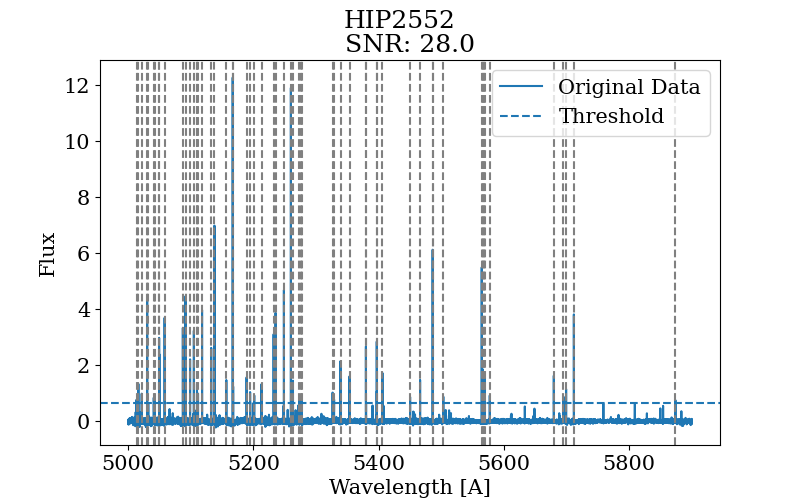 HIP2552
SNR: 28.0
Original Data
Threshold
12
10
8
6
4
2
0
Flux
5000 5200 5400 5600 5800
Wavelength [A]